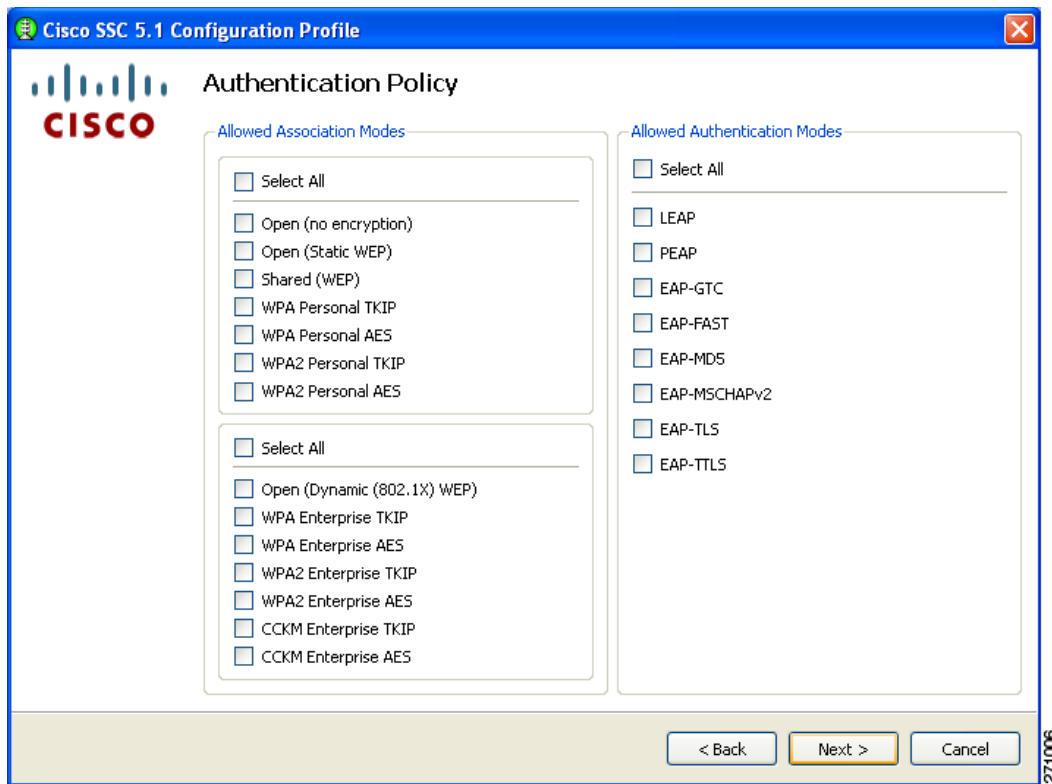 Cisco SSC 5.1 Configuration Profile
CISCO
Authentication Policy
Allowed Association Modes
Select All
Open (no encryption)
Open (Static WEP)
Shared (WEP)
WPA Personal TKIP
WPA Personal AES
WPA2 Personal TKIP
WPA2 Personal AES
Select All
Open (Dynamic (802.1X) WEP)
WPA Enterprise TKIP
WPA Enterprise AES
WPA2 Enterprise TKIP
WPA2 Enterprise AES
CCKM Enterprise TKIP
CCKM Enterprise AES
Allowed Authentication Modes
Select All
LEAP
PEAP
EAP-GTC
EAP-FAST
EAP-MD5
EAP-MSCHAPv2
EAP-TLS
EAP-TTLS
< Back
Next >
Cancel
271006